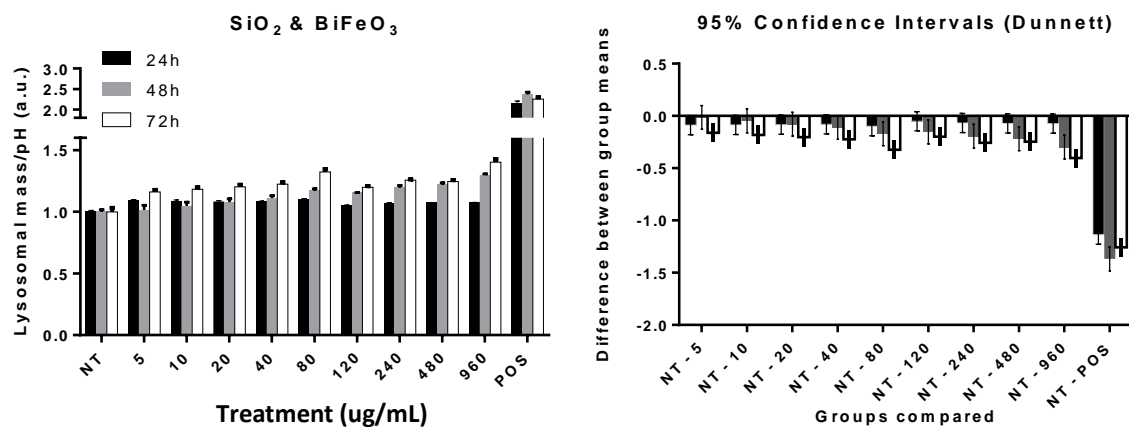 SiO2 & BiFeO3
24h
48h
72h
Lysosomal mass/pH (a.u.)
3.0
2.5
2.0
1.5
1.0
0.5
0.0
NT
5
10
20
40
80
120
240
480
960
POS
Treatment (ug/mL)
95% Confidence Intervals (Dunnett)
Difference between group means
0.5
0.0
-0.5
-1.0
-1.5
-2.0
NT - 5
NT - 10
NT - 20
NT - 40
NT - 80
NT - 120
NT - 240
NT - 480
NT - 960
NT - POS
Groups compared